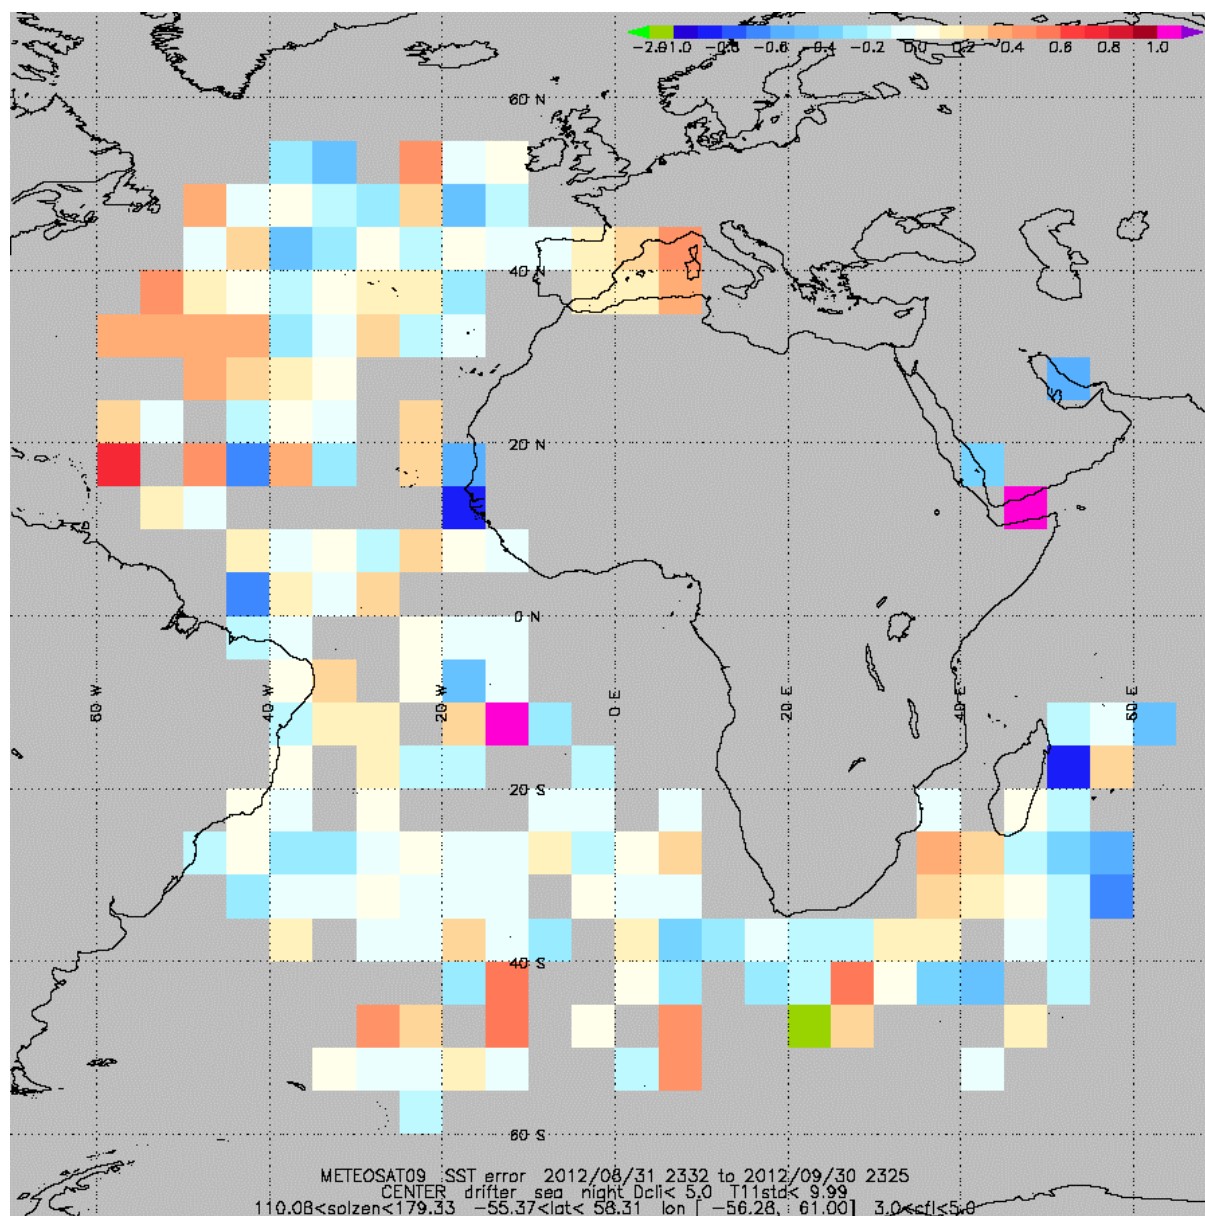 -2.0 -1.0 -0.8 -0.6 -0.4 -0.2 0.0 0.2 0.4 0.6 0.8 1.0
60 N
40 N
20 N
0 N
60 W 40 W 20 W 0 E 20 E 40 E 60 E
20 S
40 S
60 S
METEOSAT09 SST error 2012/08/31 2332 to 2012/09/30 2325
CENTER drifter sea night Dcli< 5.0 T11std< 9.99
110.08<solzen<179.33 -55.37<lat< 58.31 lon [ -56.28, 61.00] 3.0<cfl<5.0